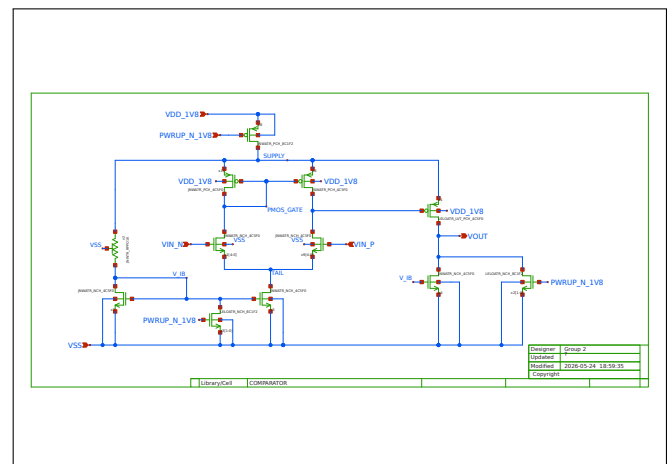 VDD_1V8
PWRUP_N_1V8
SUPPLY
VDD_1V8
VDD_1V8
PMOS_GATE
VDD_1V8
VSS
VIN_N
VSS
VSS
VIN_P
VOUT
V_IB
TAIL
V_IB
PWRUP_N_1V8
PWRUP_N_1V8
VSS
Designer Group 2
Updated
Modified 2026-05-24 18:59:35
Copyright
Library/Cell COMPARATOR